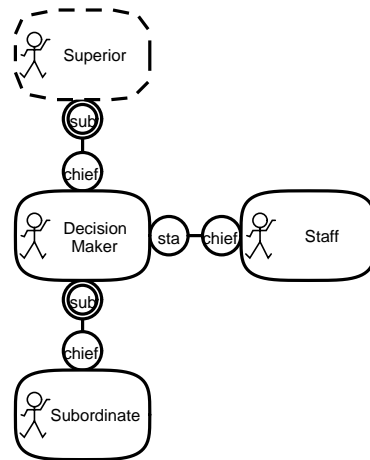 Superior
sub
chief
Decision
Maker
sta
chief
Staff
sub
chief
Subordinate